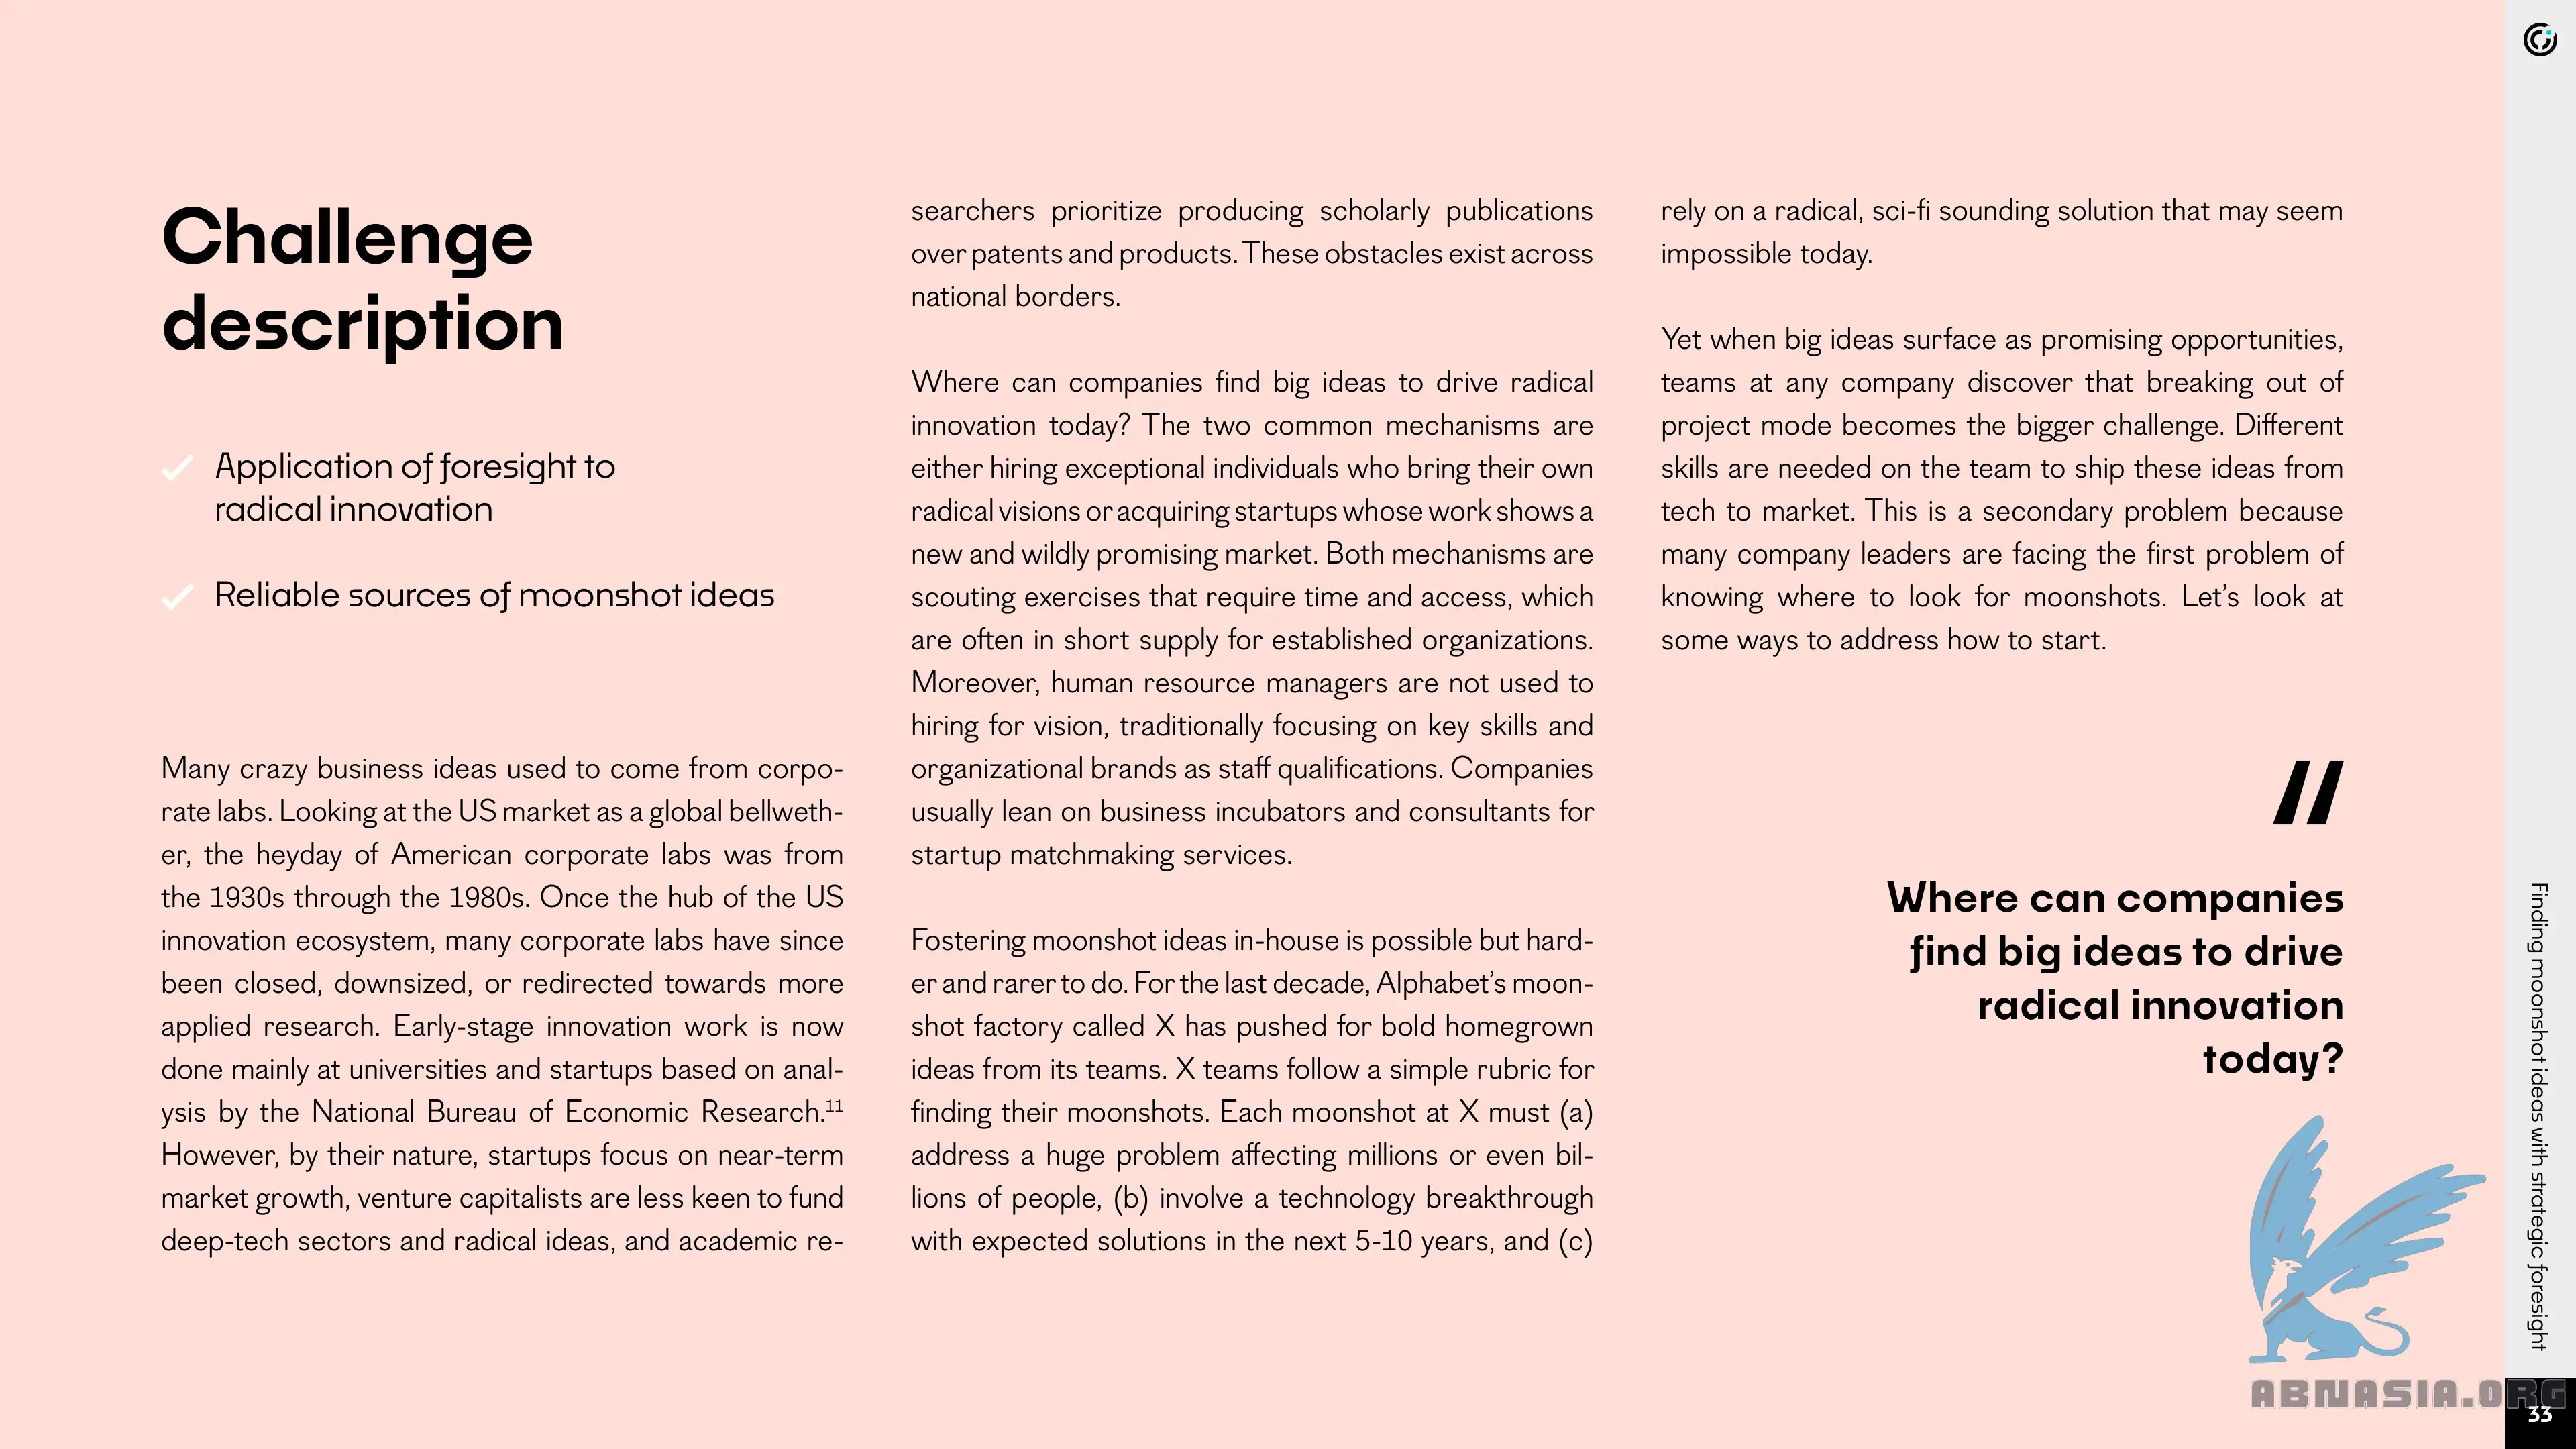 Challenge
description
Application of foresight to
radical innovation
Reliable sources of moonshot ideas
Many crazy business ideas used to come from corpo-
rate labs. Looking at the US market as a global bellweth-
er, the heyday of American corporate labs was from
the 1930s through the 1980s. Once the hub of the US
innovation ecosystem, many corporate labs have since
been closed, downsized, or redirected towards more
applied research. Early-stage innovation work is now
done mainly at universities and startups based on anal-
ysis by the National Bureau of Economic Research.¹¹
However, by their nature, startups focus on near-term
market growth, venture capitalists are less keen to fund
deep-tech sectors and radical ideas, and academic re-
searchers prioritize producing scholarly publications
over patents and products. These obstacles exist across
national borders.
Where can companies find big ideas to drive radical
innovation today? The two common mechanisms are
either hiring exceptional individuals who bring their own
radical visions or acquiring startups whose work shows a
new and wildly promising market. Both mechanisms are
scouting exercises that require time and access, which
are often in short supply for established organizations.
Moreover, human resource managers are not used to
hiring for vision, traditionally focusing on key skills and
organizational brands as staff qualifications. Companies
usually lean on business incubators and consultants for
startup matchmaking services.
Fostering moonshot ideas in-house is possible but hard-
er and rarer to do. For the last decade, Alphabet’s moon-
shot factory called X has pushed for bold homegrown
ideas from its teams. X teams follow a simple rubric for
finding their moonshots. Each moonshot at X must (a)
address a huge problem affecting millions or even bil-
lions of people, (b) involve a technology breakthrough
with expected solutions in the next 5-10 years, and (c)
rely on a radical, sci-fi sounding solution that may seem
impossible today.
Yet when big ideas surface as promising opportunities,
teams at any company discover that breaking out of
project mode becomes the bigger challenge. Different
skills are needed on the team to ship these ideas from
tech to market. This is a secondary problem because
many company leaders are facing the first problem of
knowing where to look for moonshots. Let’s look at
some ways to address how to start.
"
Where can companies
find big ideas to drive
radical innovation
today?
Finding moonshot ideas with strategic foresight
ABNASIA.ORG
33